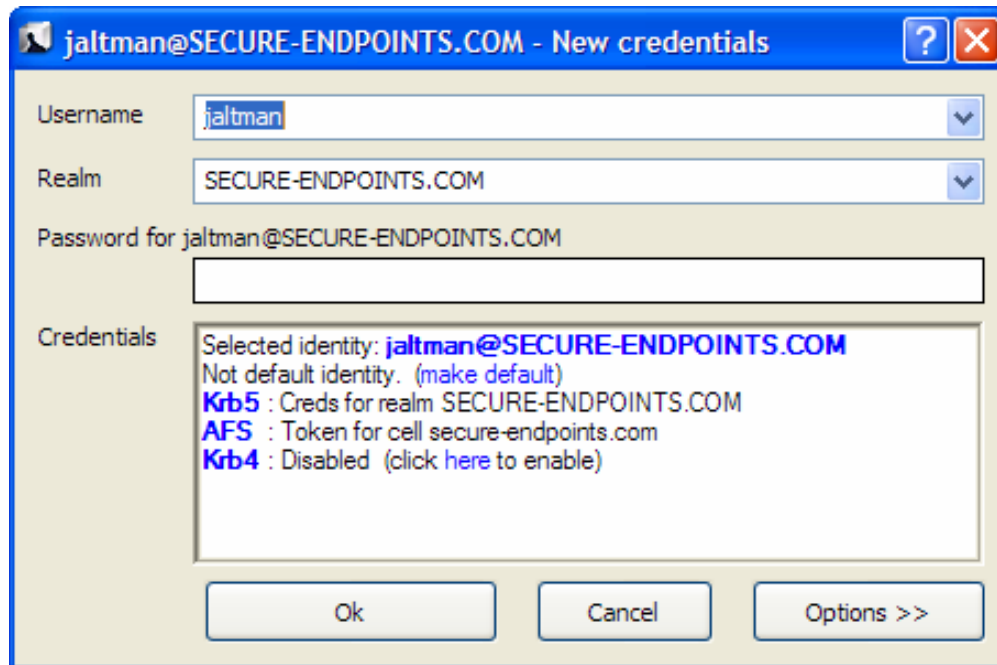 jaltman@SECURE-ENDPOINTS.COM - New credentials
Username
jaltman
Realm
SECURE-ENDPOINTS.COM
Password for jaltman@SECURE-ENDPOINTS.COM
Credentials
Selected identity: jaltman@SECURE-ENDPOINTS.COM
Not default identity. (make default)
Krb5 : Creds for realm SECURE-ENDPOINTS.COM
AFS : Token for cell secure-endpoints.com
Krb4 : Disabled (click here to enable)
Ok Cancel Options >>